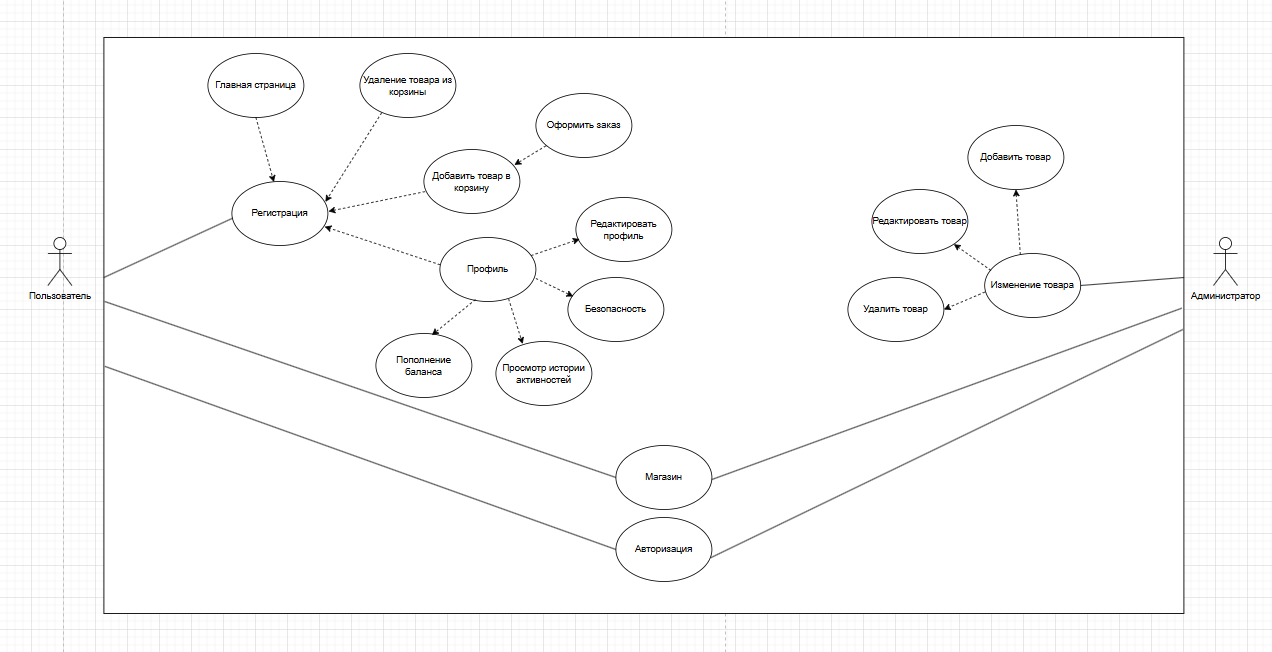 Главная страница
Удаление товара из
корзины
Оформить заказ
Добавить товар
Добавить товар в
корзину
Регистрация
Редактировать
профиль
Редактировать товар
Профиль
Изменение товара
Пользователь
Администратор
Безопасность
Удалить товар
Пополнение
баланса
Просмотр истории
активностей
Магазин
Авторизация